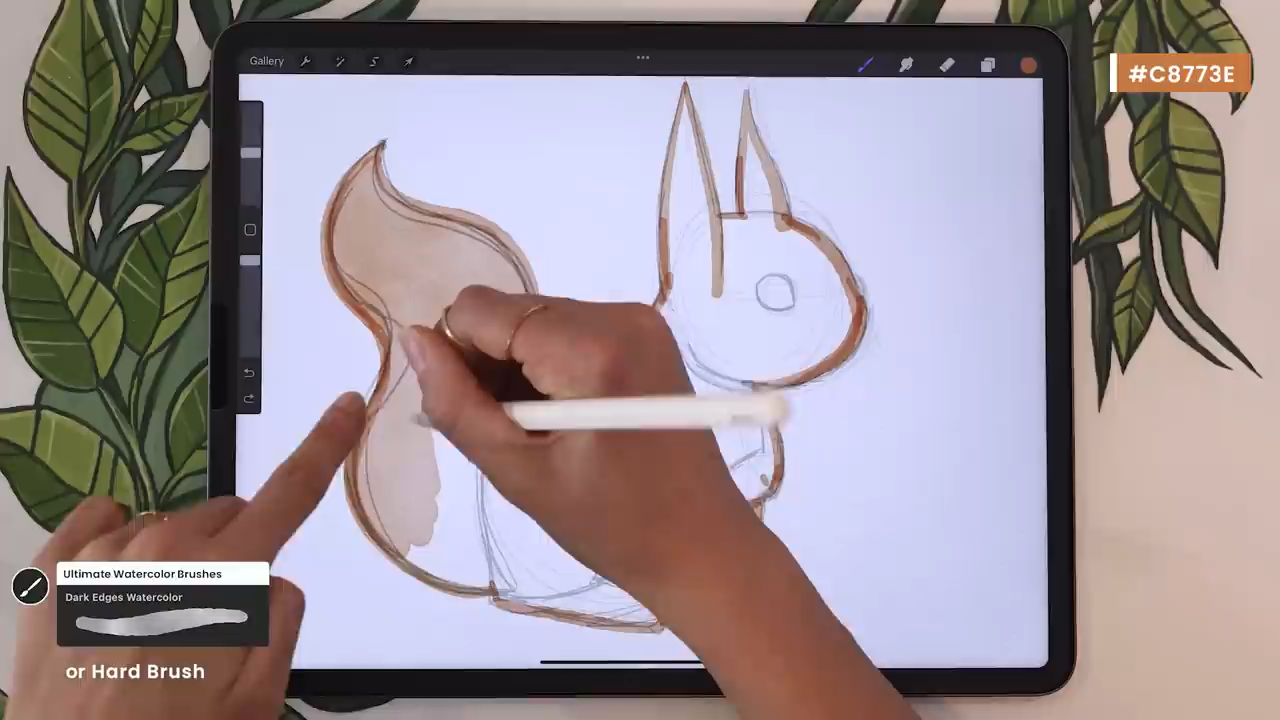 Gallery
#C8773E
Ultimate Watercolor Brushes
Dark Edges Watercolor
or Hard Brush